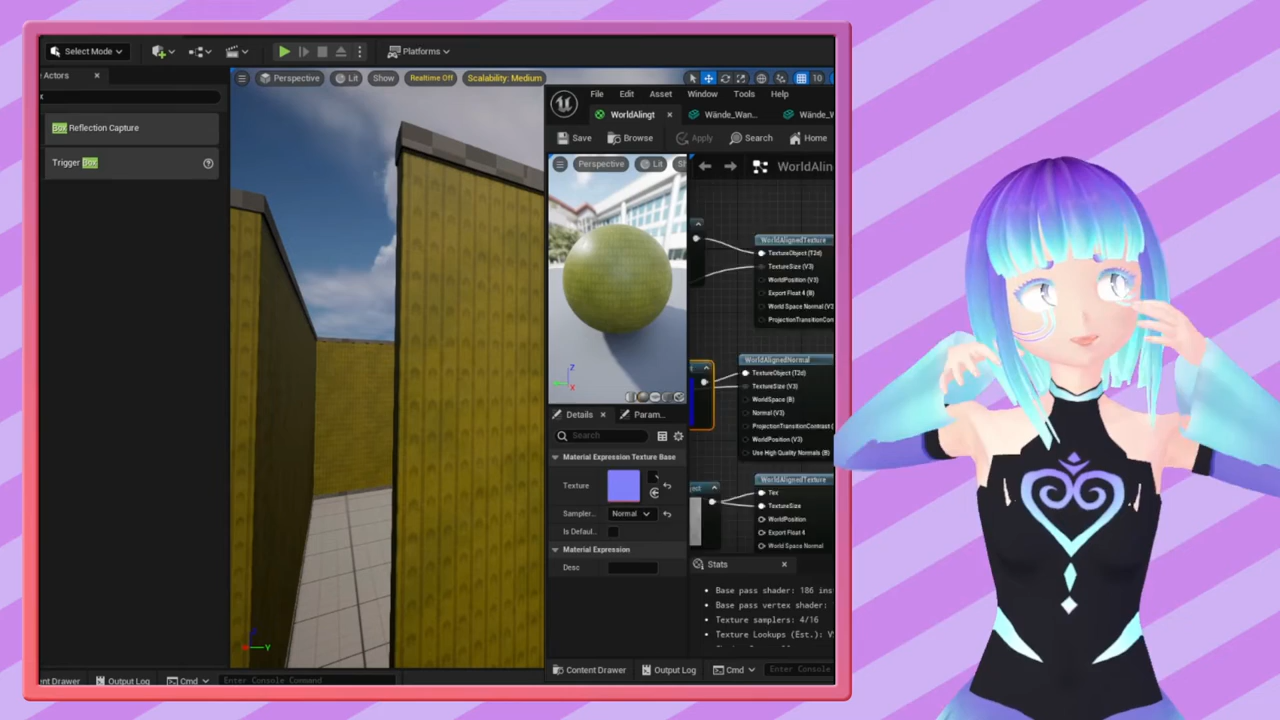 Select Mode
Platforms
Actors
x
Box Reflection Capture
Trigger Box
Perspective
Lit
Show
Realtime Off
Scalability: Medium
10
File
Edit
Asset
Window
Tools
Help
WorldAlingt
Wände_Wan...
Wände_W
Save
Browse
Apply
Search
Home
Perspective
Lit
Sh
WorldAlin
WorldAlignedTexture
TextureObject (T2d)
TextureSize (V3)
WorldPosition (V3)
Export Float 4 (B)
World Space Normal (V3
ProjectionTransitionCon
WorldAlignedNormal
TextureObject (T2d)
TextureSize (V3)
WorldSpace (B)
Normal (V3)
ProjectionTransitionContrast (
WorldPosition (V3)
Use High Quality Normals (B)
Z
X
Details
Param...
Search
Material Expression Texture Base
Texture
Sampler...
Normal
Is Defaul...
Material Expression
Desc
ject
WorldAlignedTexture
Tex
TextureSize
WorldPosition
Export Float 4
World Space Normal
Stats
Base pass shader: 186 ins
Base pass vertex shader:
Texture samplers: 4/16
Texture Lookups (Est.): V
Y
Content Drawer
Output Log
Cmd
Enter Console
ent Drawer
Output Log
Cmd
Enter Console Command